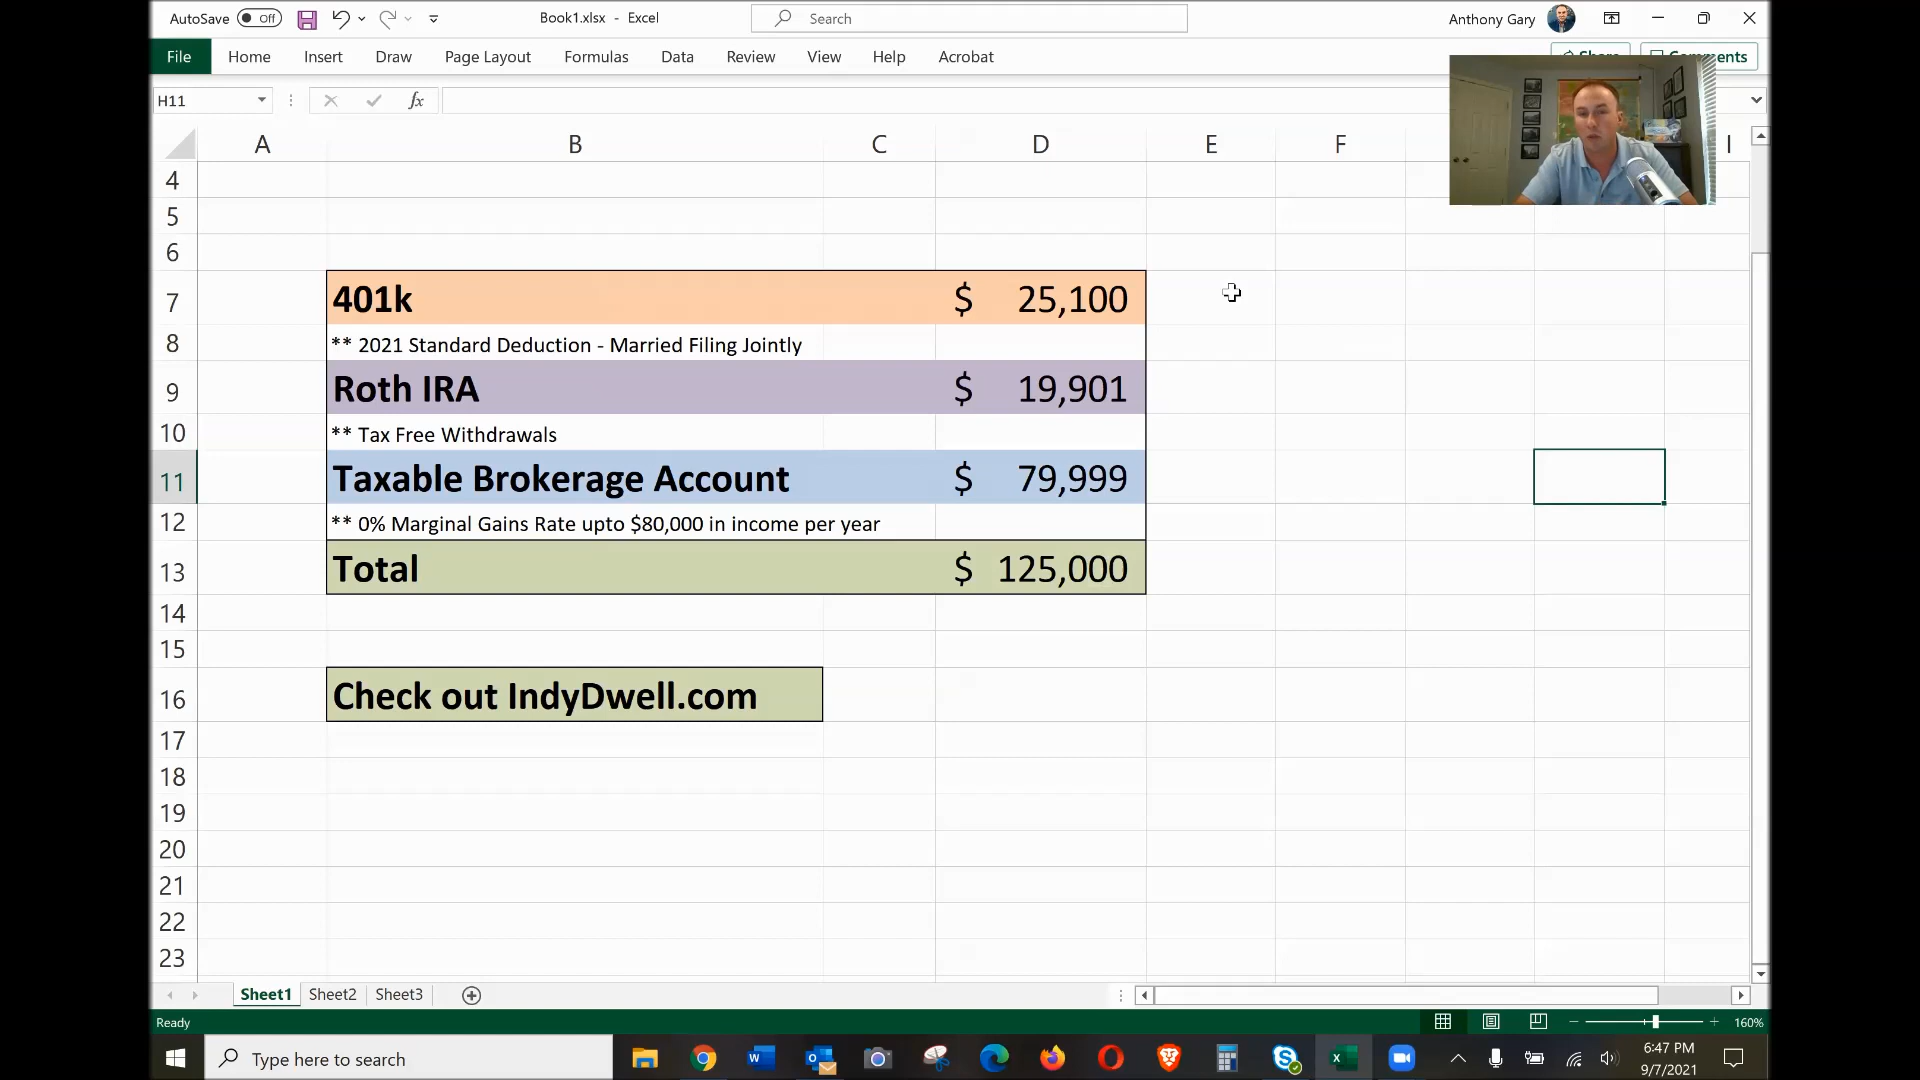 AutoSave Off Book1.xlsx - Excel Search Anthony Gary
File Home Insert Draw Page Layout Formulas Data Review View Help Acrobat
H11 fx
A B C D E F I
4
5
6
7 401k $ 25,100
8 ** 2021 Standard Deduction - Married Filing Jointly
9 Roth IRA $ 19,901
10 ** Tax Free Withdrawals
11 Taxable Brokerage Account $ 79,999
12 ** 0% Marginal Gains Rate upto $80,000 in income per year
13 Total $ 125,000
14
15
16 Check out IndyDwell.com
17
18
19
20
21
22
23
Sheet1 Sheet2 Sheet3
Ready 160%
Type here to search 6:47 PM
9/7/2021